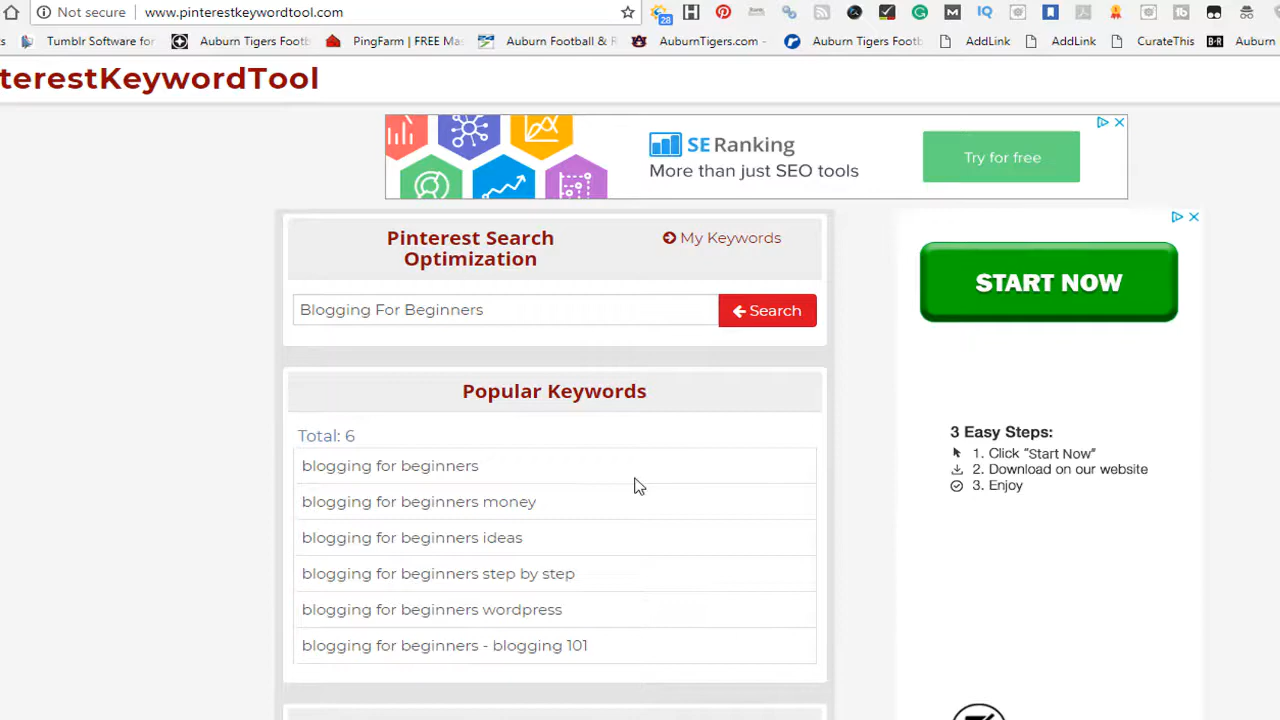 Not secure
www.pinterestkeywordtool.com
28
Tumblr Software for
Auburn Tigers Footb
PingFarm | FREE Ma
Auburn Football & R
AuburnTigers.com -
Auburn Tigers Footb
AddLink
AddLink
CurateThis
B/R
Auburn
terestKeywordTool
SE Ranking
More than just SEO tools
Try for free
Pinterest Search
Optimization
My Keywords
Blogging For Beginners
Search
Popular Keywords
Total: 6
blogging for beginners
blogging for beginners money
blogging for beginners ideas
blogging for beginners step by step
blogging for beginners wordpress
blogging for beginners - blogging 101
START NOW
3 Easy Steps:
1. Click "Start Now"
2. Download on our website
3. Enjoy